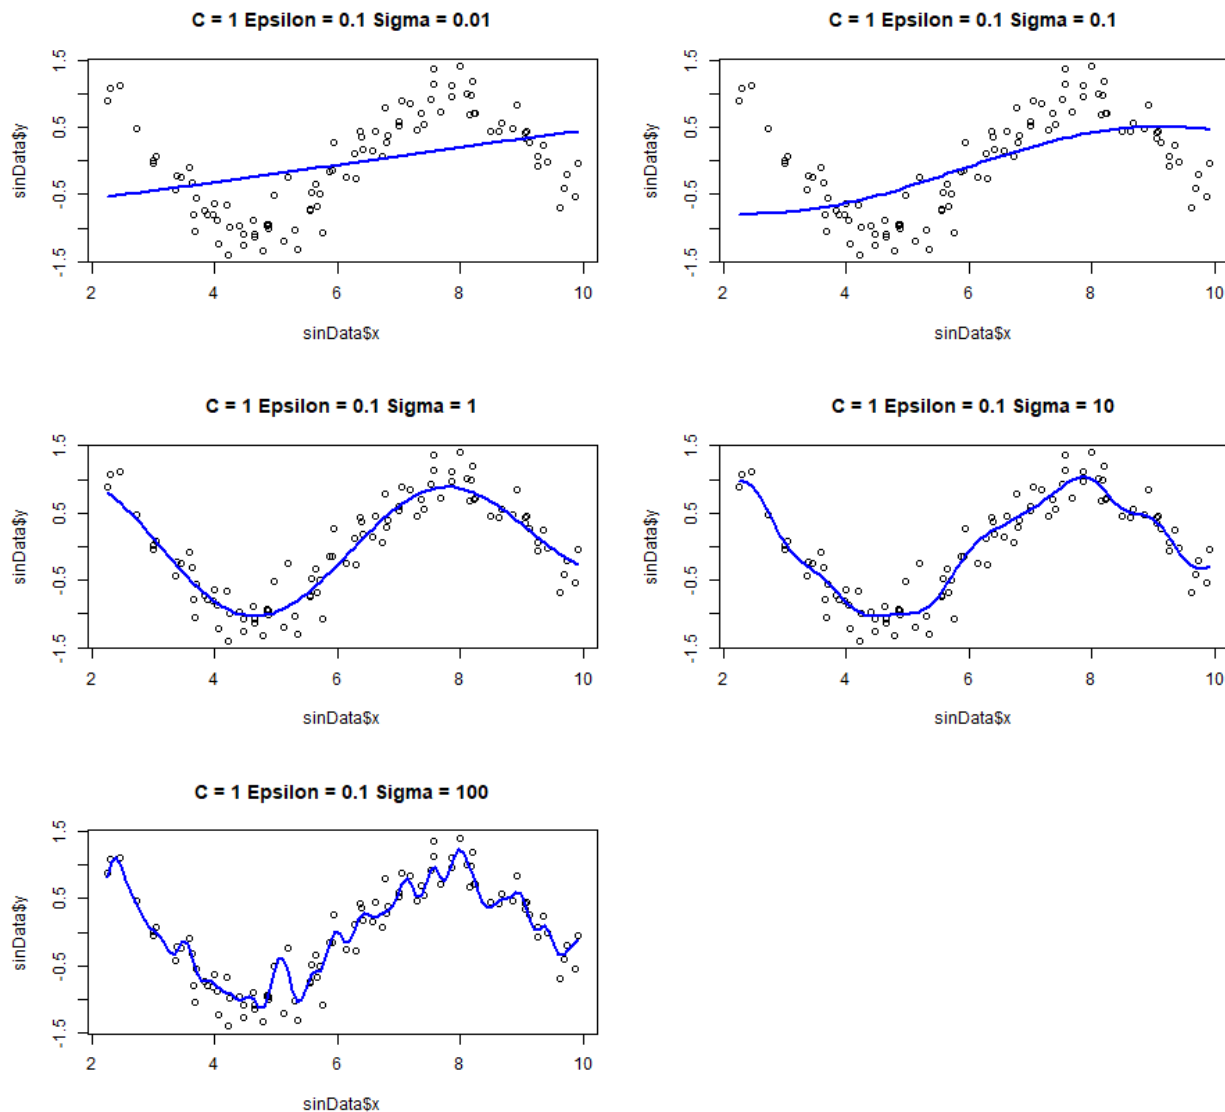 C = 1 Epsilon = 0.1 Sigma = 0.01
sinData$y
-1.5 -0.5 0.5 1.5
2 4 6 8 10
sinData$x
C = 1 Epsilon = 0.1 Sigma = 0.1
sinData$y
-1.5 -0.5 0.5 1.5
2 4 6 8 10
sinData$x
C = 1 Epsilon = 0.1 Sigma = 1
sinData$y
-1.5 -0.5 0.5 1.5
2 4 6 8 10
sinData$x
C = 1 Epsilon = 0.1 Sigma = 10
sinData$y
-1.5 -0.5 0.5 1.5
2 4 6 8 10
sinData$x
C = 1 Epsilon = 0.1 Sigma = 100
sinData$y
-1.5 -0.5 0.5 1.5
2 4 6 8 10
sinData$x